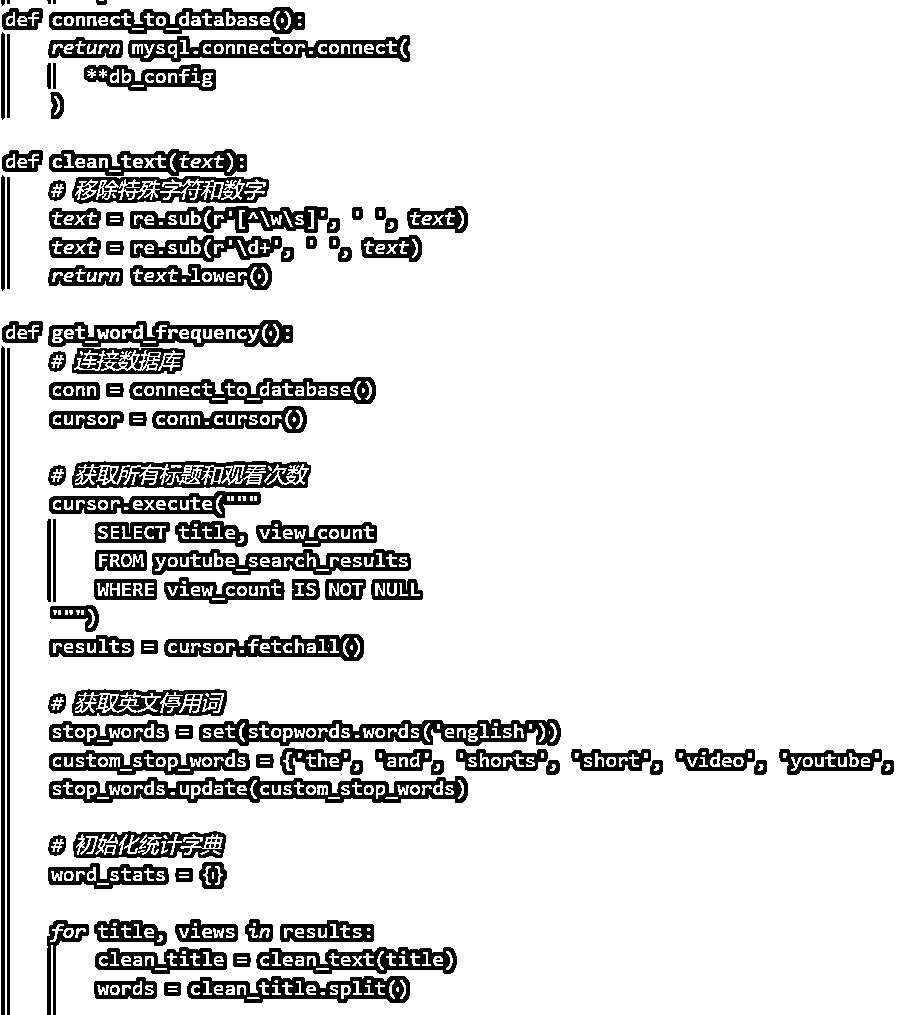 def connect_to_database():
    return mysql.connector.connect(
        **db_config
    )

def clean_text(text):
    # 移除特殊字符和数字
    text = re.sub(r'[^\w\s]', ' ', text)
    text = re.sub(r'\d+', ' ', text)
    return text.lower()

def get_word_frequency():
    # 连接数据库
    conn = connect_to_database()
    cursor = conn.cursor()

    # 获取所有标题和观看次数
    cursor.execute("""
        SELECT title, view_count
        FROM youtube_search_results
        WHERE view_count IS NOT NULL
    """)
    results = cursor.fetchall()

    # 获取英文停用词
    stop_words = set(stopwords.words('english'))
    custom_stop_words = {'the', 'and', 'shorts', 'short', 'video', 'youtube',
    stop_words.update(custom_stop_words)

    # 初始化统计字典
    word_stats = {}

    for title, views in results:
        clean_title = clean_text(title)
        words = clean_title.split()